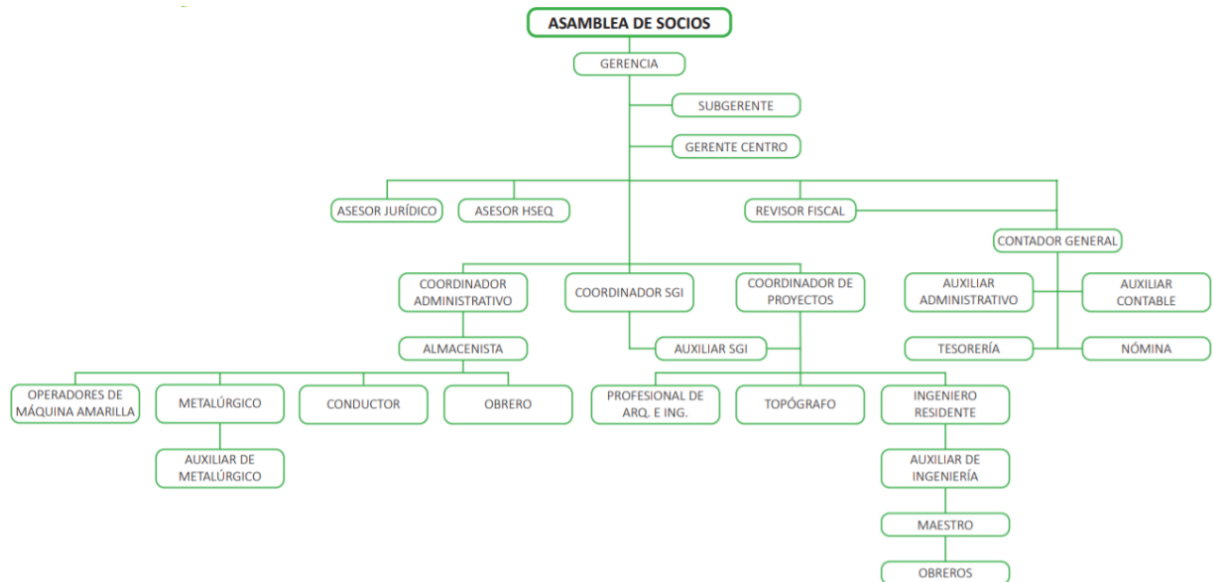 ASAMBLEA DE SOCIOS
GERENCIA
SUBGERENTE
GERENTE CENTRO
ASESOR JURÍDICO
ASESOR HSEQ
REVISOR FISCAL
CONTADOR GENERAL
COORDINADOR
ADMINISTRATIVO
COORDINADOR SGI
COORDINADOR DE
PROYECTOS
AUXILIAR
ADMINISTRATIVO
AUXILIAR
CONTABLE
ALMACENISTA
AUXILIAR SGI
TESORERÍA
NÓMINA
OPERADORES DE
MÁQUINA AMARILLA
METALÚRGICO
CONDUCTOR
OBRERO
PROFESIONAL DE
ARQ. E ING.
TOPÓGRAFO
INGENIERO
RESIDENTE
AUXILIAR DE
METALÚRGICO
AUXILIAR DE
INGENIERÍA
MAESTRO
OBREROS